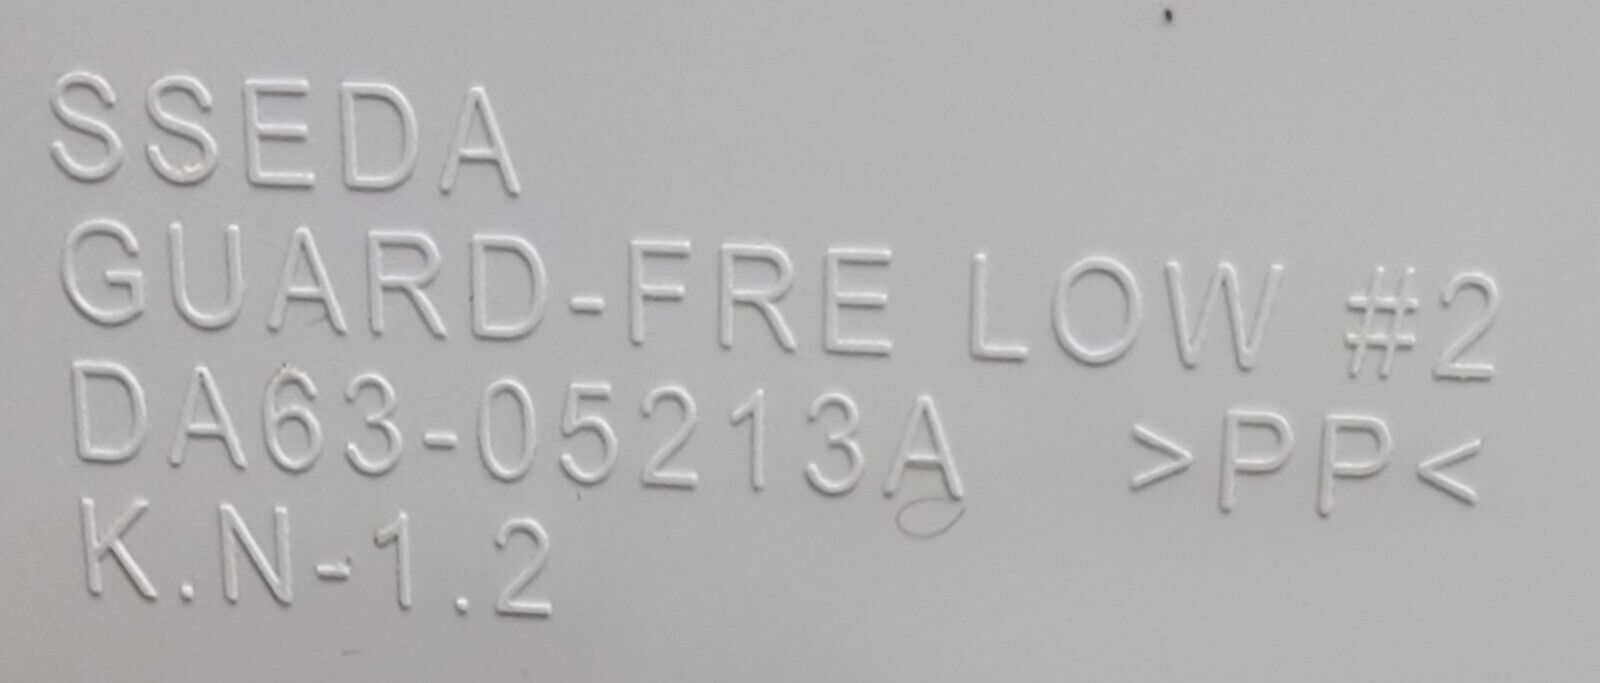 SSEDA
GUARD-FRE LOW #2
DA63-05213A >PP<
K.N-1.2